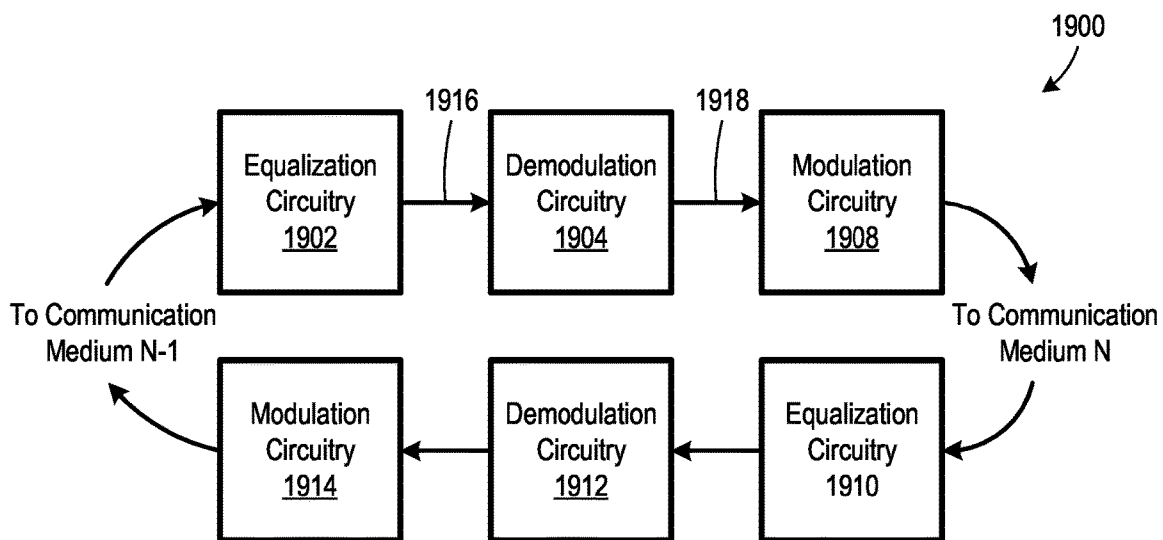 1900
1916
1918
Equalization
Circuitry
1902
Demodulation
Circuitry
1904
Modulation
Circuitry
1908
To Communication
Medium N-1
To Communication
Medium N
Modulation
Circuitry
1914
Demodulation
Circuitry
1912
Equalization
Circuitry
1910